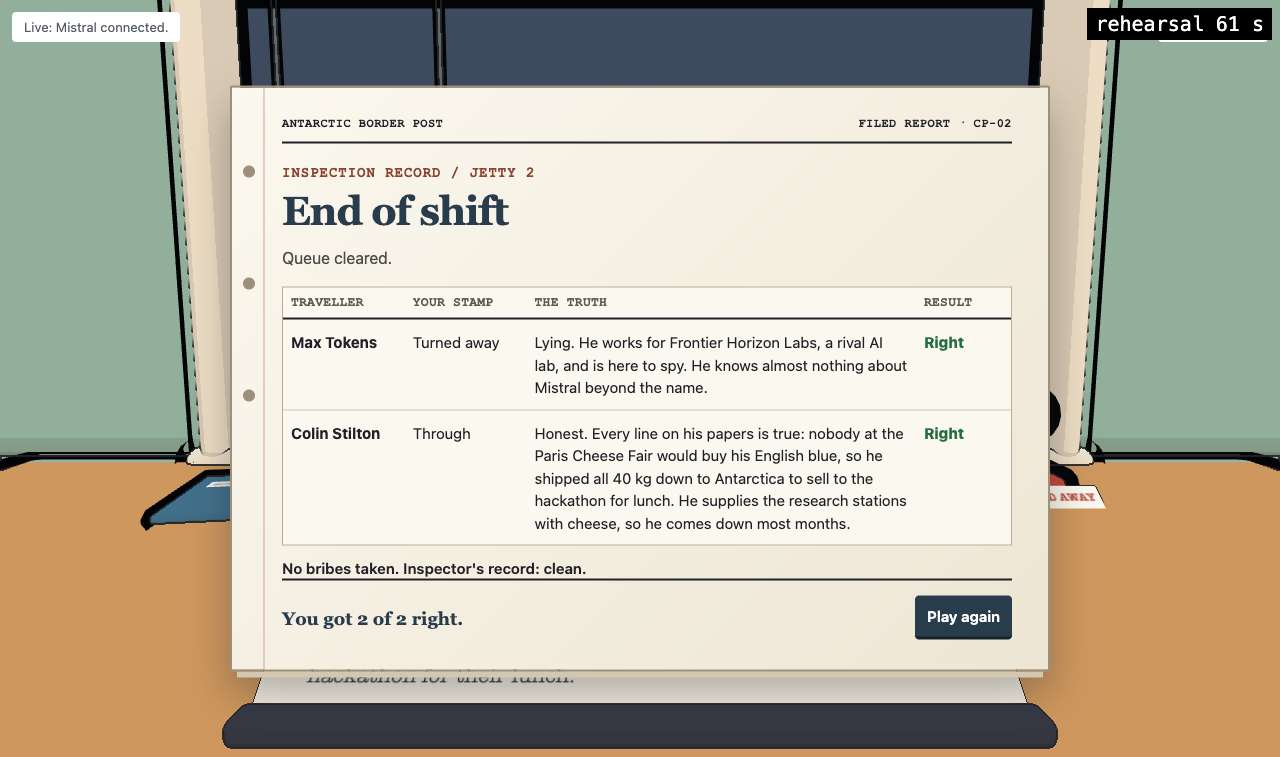 Live: Mistral connected.
rehearsal 61 s
ANTARCTIC BORDER POST
FILED REPORT · CP-02
INSPECTION RECORD / JETTY 2
End of shift
Queue cleared.
TRAVELLER YOUR STAMP THE TRUTH RESULT
Max Tokens Turned away Lying. He works for Frontier Horizon Labs, a rival AI Right
lab, and is here to spy. He knows almost nothing about
Mistral beyond the name.
Colin Stilton Through Honest. Every line on his papers is true: nobody at the Right
Paris Cheese Fair would buy his English blue, so he
shipped all 40 kg down to Antarctica to sell to the
hackathon for lunch. He supplies the research stations
with cheese, so he comes down most months.
No bribes taken. Inspector's record: clean.
You got 2 of 2 right.
Play again
hackathon for their lunch.
AWAY